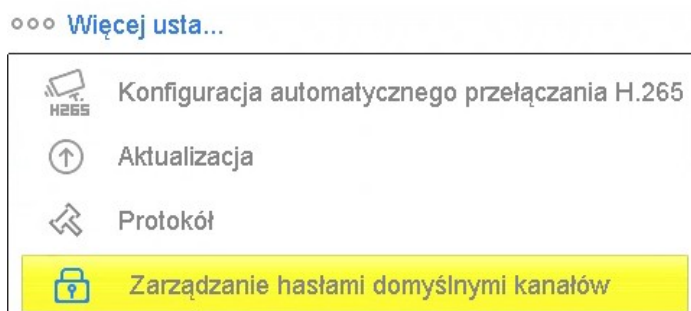 Więcej usta...
H265
Konfiguracja automatycznego przełączania H.265
Aktualizacja
Protokół
Zarządzanie hasłami domyślnymi kanałów